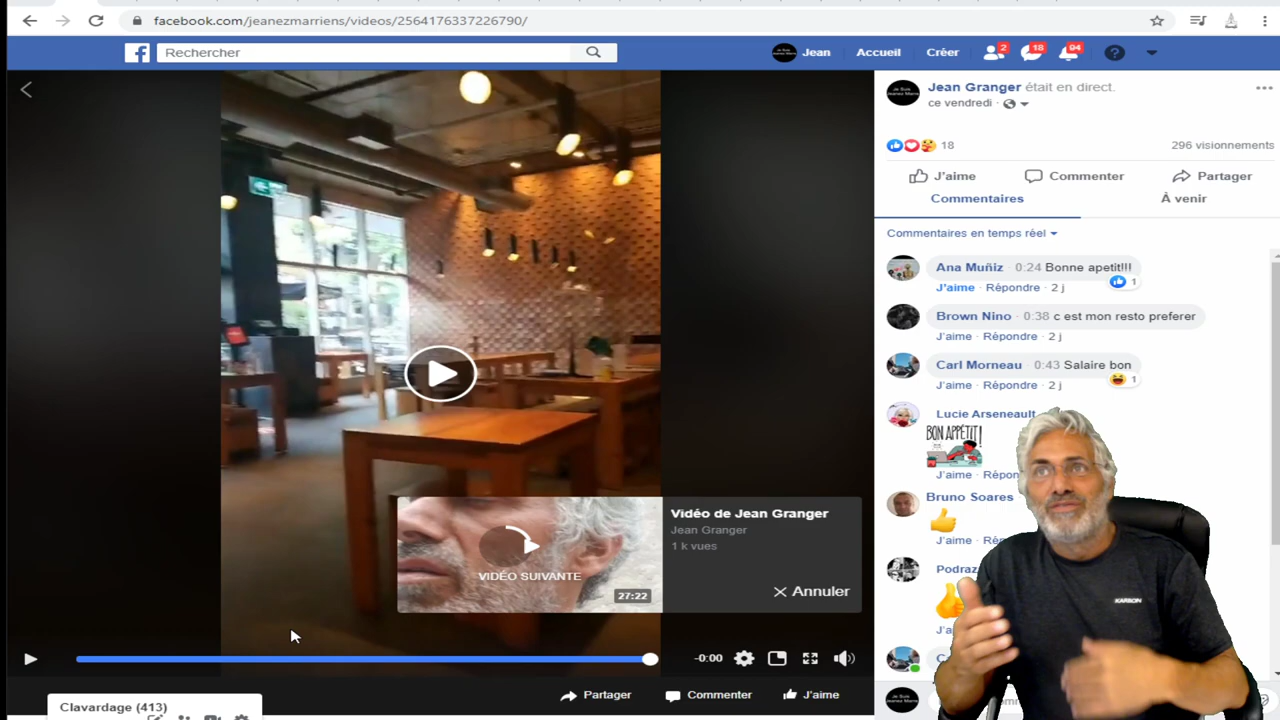 facebook.com/jeanezmarriens/videos/2564176337226790/
Rechercher
Jean
Accueil
Créer
2
18
94
Jean Granger était en direct.
ce vendredi
18
296 visionnements
J'aime
Commenter
Partager
Commentaires
À venir
Commentaires en temps réel
Ana Muñiz · 0:24 Bonne apetit!!!
1
J'aime · Répondre · 2 j
Brown Nino · 0:38 c est mon resto preferer
J'aime · Répondre · 2 j
Carl Morneau · 0:43 Salaire bon
1
J'aime · Répondre · 2 j
Lucie Arseneault
BON APPÉTIT!
J'aime · Répon
Bruno Soares
J'aime · Rép
Podraz
J'a
KARBON
Vidéo de Jean Granger
Jean Granger
1 k vues
VIDÉO SUIVANTE
27:22
Annuler
-0:00
Partager
Commenter
J'aime
Clavardage (413)